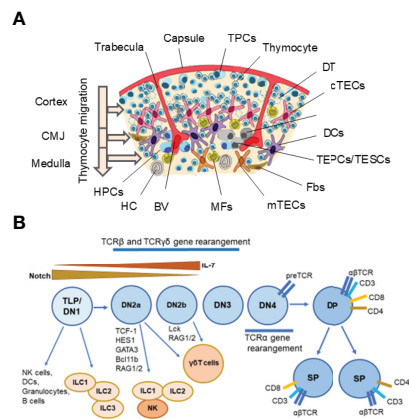 A
Trabecula
Capsule
TPCs
Thymocyte
DT
cTECs
DCs
TEPCs/TESCs
Fbs
mTECs
MFs
BV
HC
HPCs
Cortex
CMJ
Medulla
Thymocyte migration
B
TCRβ and TCRγδ gene rearrangement
IL-7
Notch
TLP/
DN1
DN2a
DN2b
DN3
DN4
preTCR
DP
αβTCR
CD3
CD8
CD4
TCF-1
HES1
GATA3
Bcl11b
RAG1/2
Lck
RAG1/2
γδT cells
TCRα gene
rearrangement
NK cells,
DCs,
Granulocytes,
B cells
ILC1
ILC2
ILC3
ILC1
ILC2
NK
αβTCR
CD3
CD8
SP
SP
αβTCR
CD4
CD3